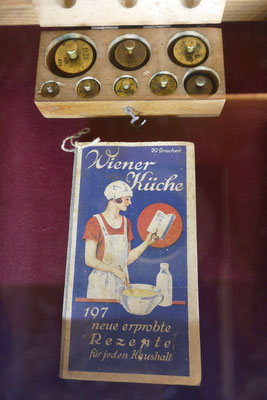 20 Groschen
Wiener
Küche
197
neue erprobte
Rezepte
für jeden Haushalt